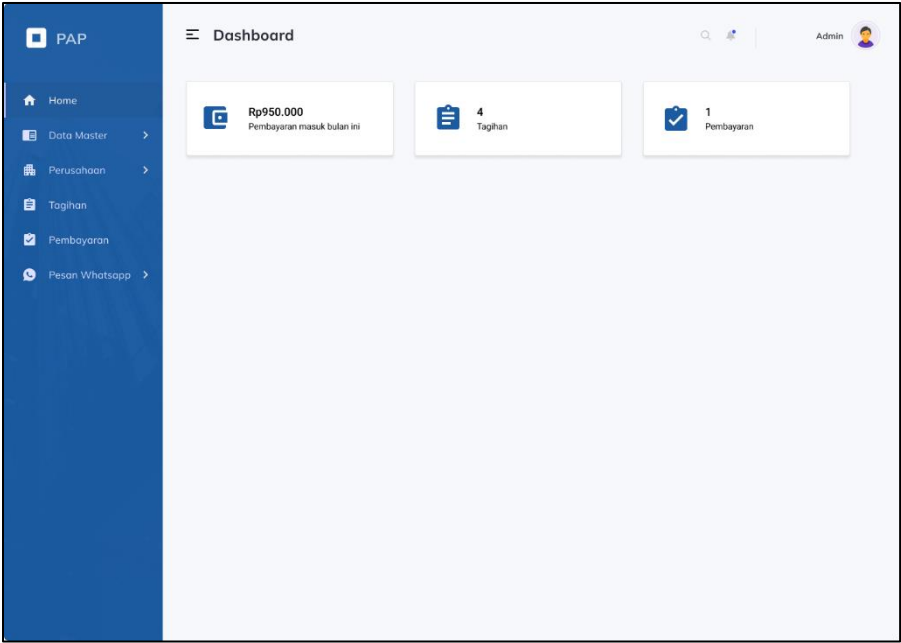 PAP
Dashboard
Admin
Home
Data Master
Perusahaan
Tagihan
Pembayaran
Pesan Whatsapp
Rp950.000
Pembayaran masuk bulan ini
4
Tagihan
1
Pembayaran